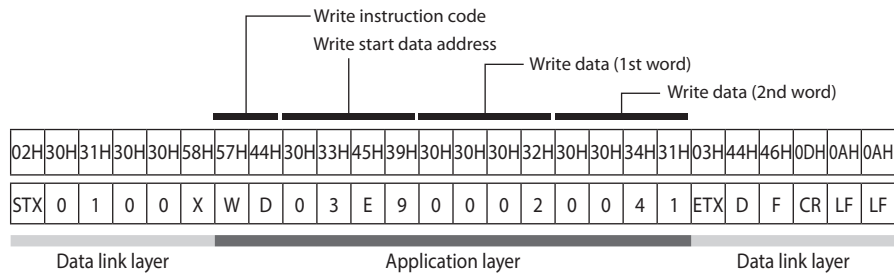 Write instruction code
Write start data address
Write data (1st word)
Write data (2nd word)
02H 30H 31H 30H 30H 58H 57H 44H 30H 33H 45H 39H 30H 30H 30H 32H 30H 30H 34H 31H 03H 44H 46H 0DH 0AH 0AH
STX 0 1 0 0 X W D 0 3 E 9 0 0 0 2 0 0 4 1 ETX D F CR LF LF
Data link layer Application layer Data link layer